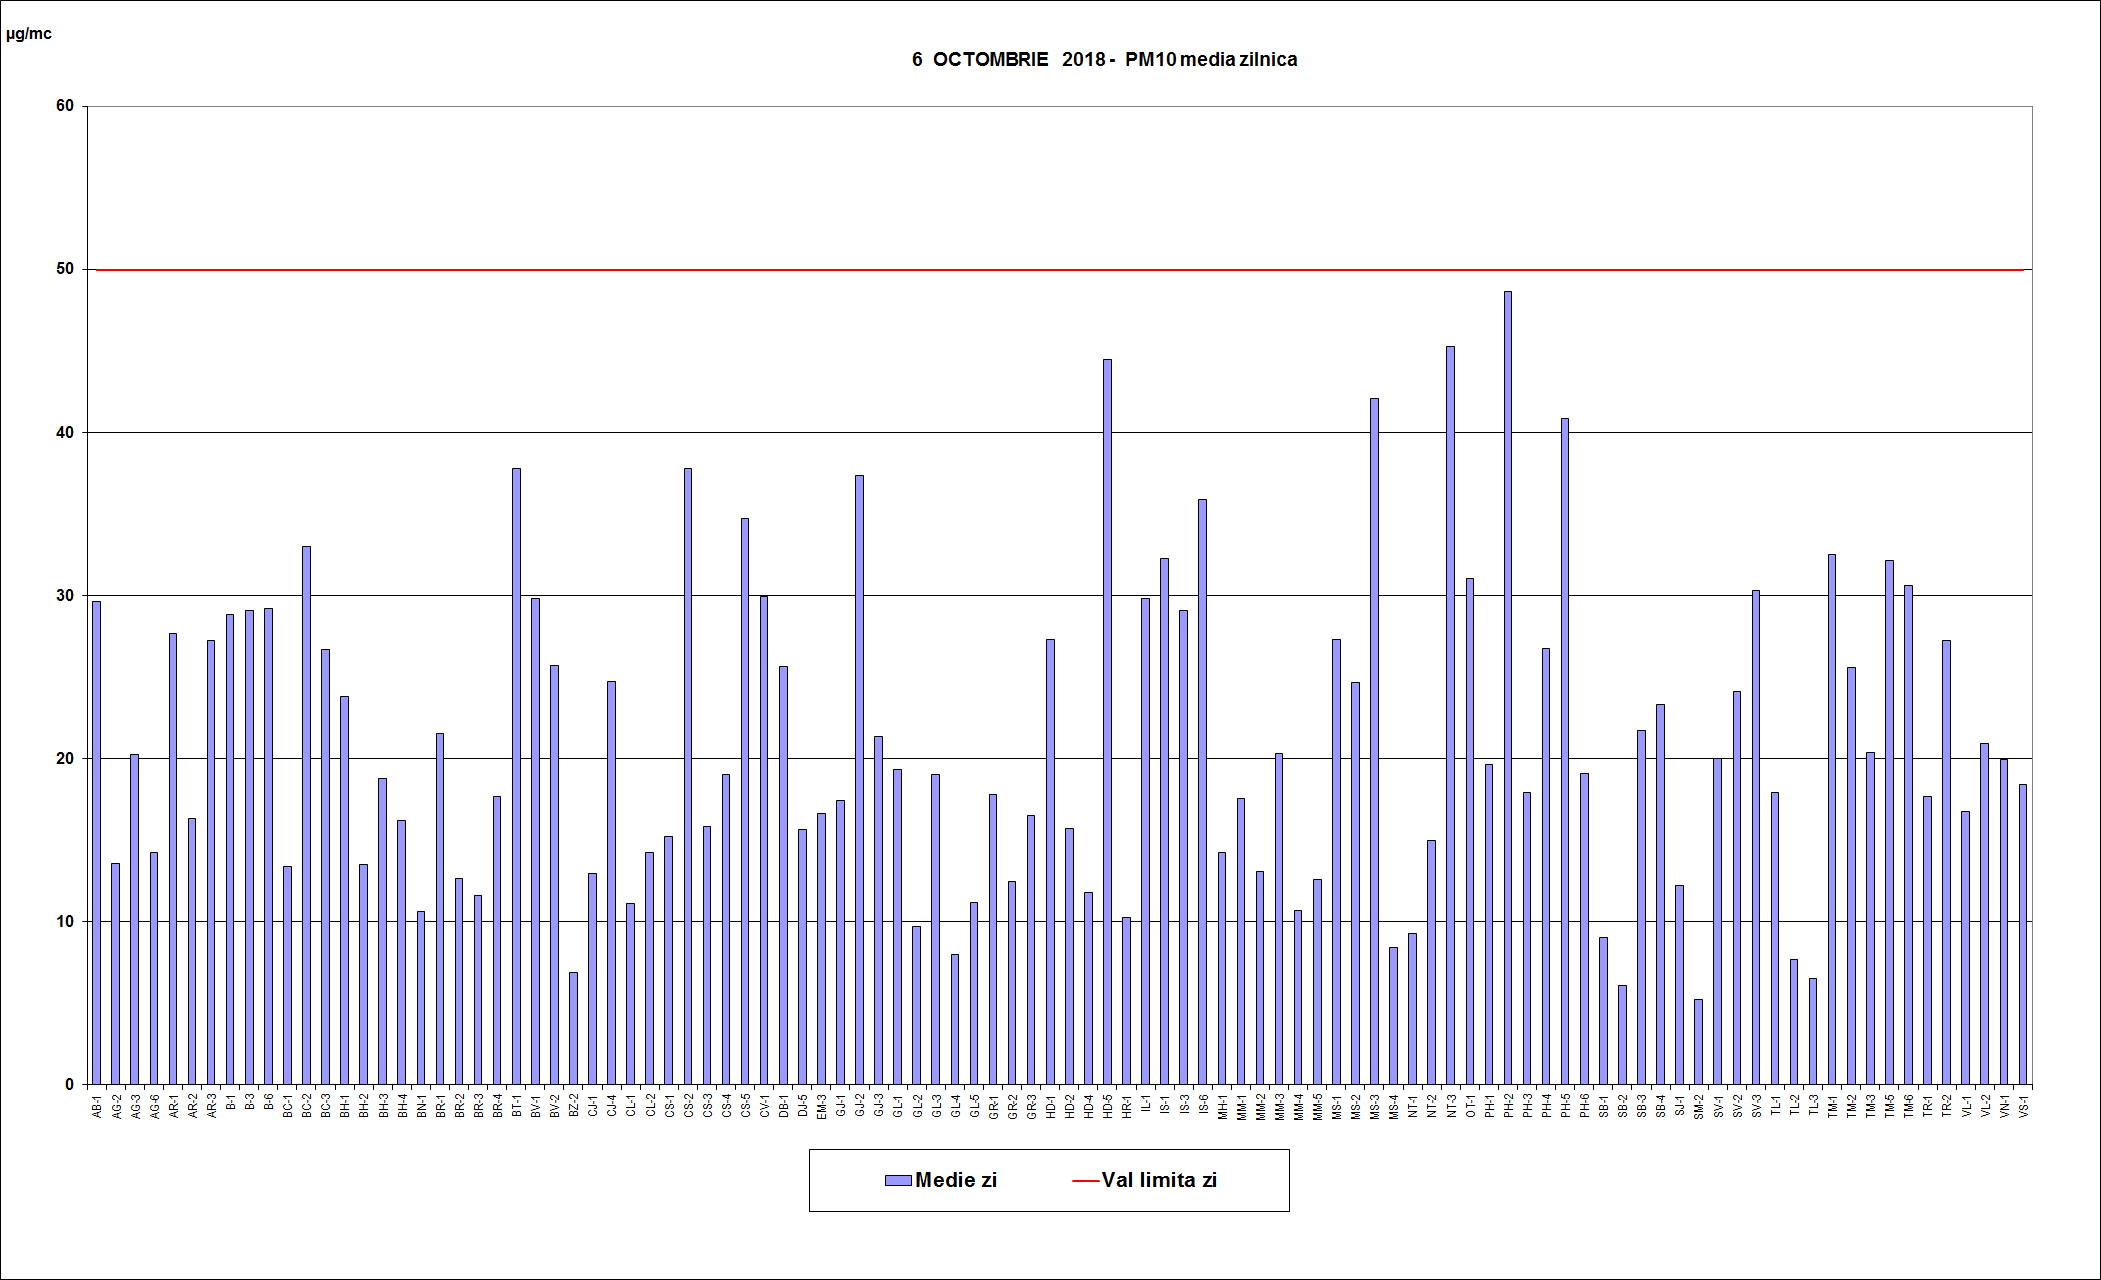 µg/mc
6 OCTOMBRIE 2018 - PM10 media zilnica
60
50
40
30
20
10
0
AB-1 AG-2 AG-3 AG-6 AR-1 AR-2 AR-3 B-1 B-3 B-6 BC-1 BC-2 BC-3 BH-1 BH-2 BH-3 BH-4 BN-1 BR-1 BR-2 BR-3 BR-4 BT-1 BV-1 BV-2 BZ-2 CJ-1 CJ-4 CL-1 CL-2 CS-1 CS-2 CS-3 CS-4 CS-5 CV-1 DB-1 DJ-5 EM-3 GJ-1 GJ-2 GJ-3 GL-1 GL-2 GL-3 GL-4 GL-5 GR-1 GR-2 GR-3 HD-1 HD-2 HD-4 HD-5 HR-1 IL-1 IS-1 IS-3 IS-6 MH-1 MM-1 MM-2 MM-3 MM-4 MM-5 MS-1 MS-2 MS-3 MS-4 NT-1 NT-2 NT-3 OT-1 PH-1 PH-2 PH-3 PH-4 PH-5 PH-6 SB-1 SB-2 SB-3 SB-4 SJ-1 SM-2 SV-1 SV-2 SV-3 TL-1 TL-2 TL-3 TM-1 TM-2 TM-3 TM-5 TM-6 TR-1 TR-2 VL-1 VL-2 VN-1 VS-1
Medie zi Val limita zi